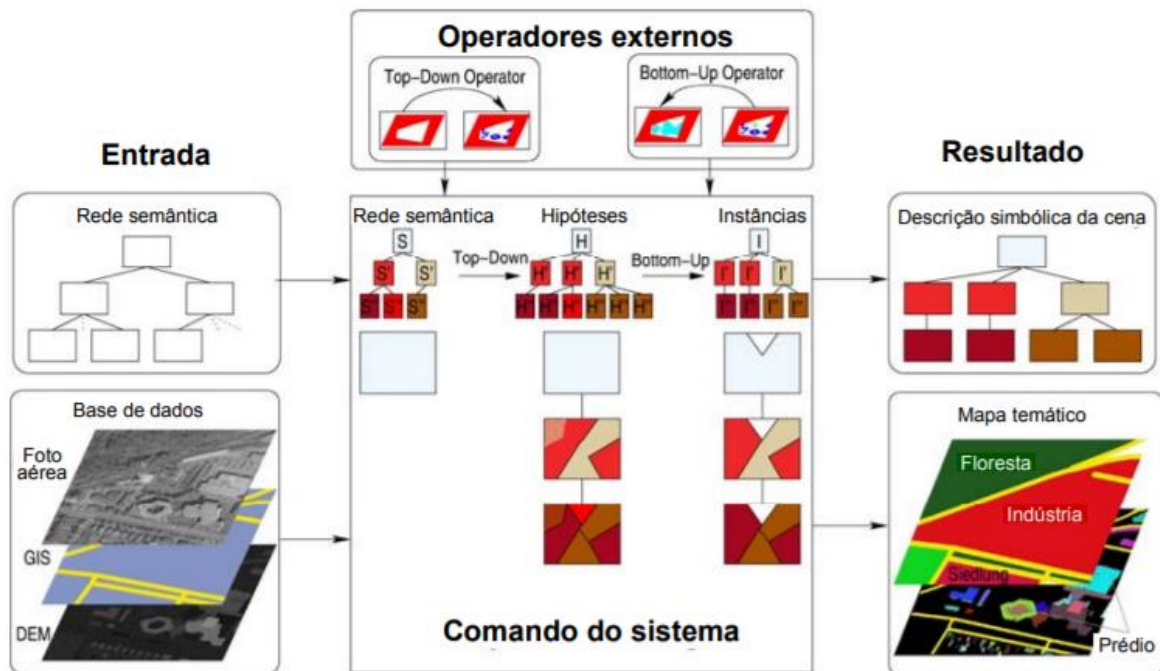 Operadores externos
Top-Down Operator
Bottom-Up Operator
Entrada
Rede semântica
Base de dados
Foto
aérea
GIS
DEM
Rede semântica
Hipóteses
Instâncias
S
Top-Down
H
Bottom-Up
I
S' S'
H' H' H'
I' I' I'
S" S" S"
H" H" H" H" H" H"
I" I" I" I"
Comando do sistema
Resultado
Descrição simbólica da cena
Mapa temático
Floresta
Indústria
Siedlung
Prédio